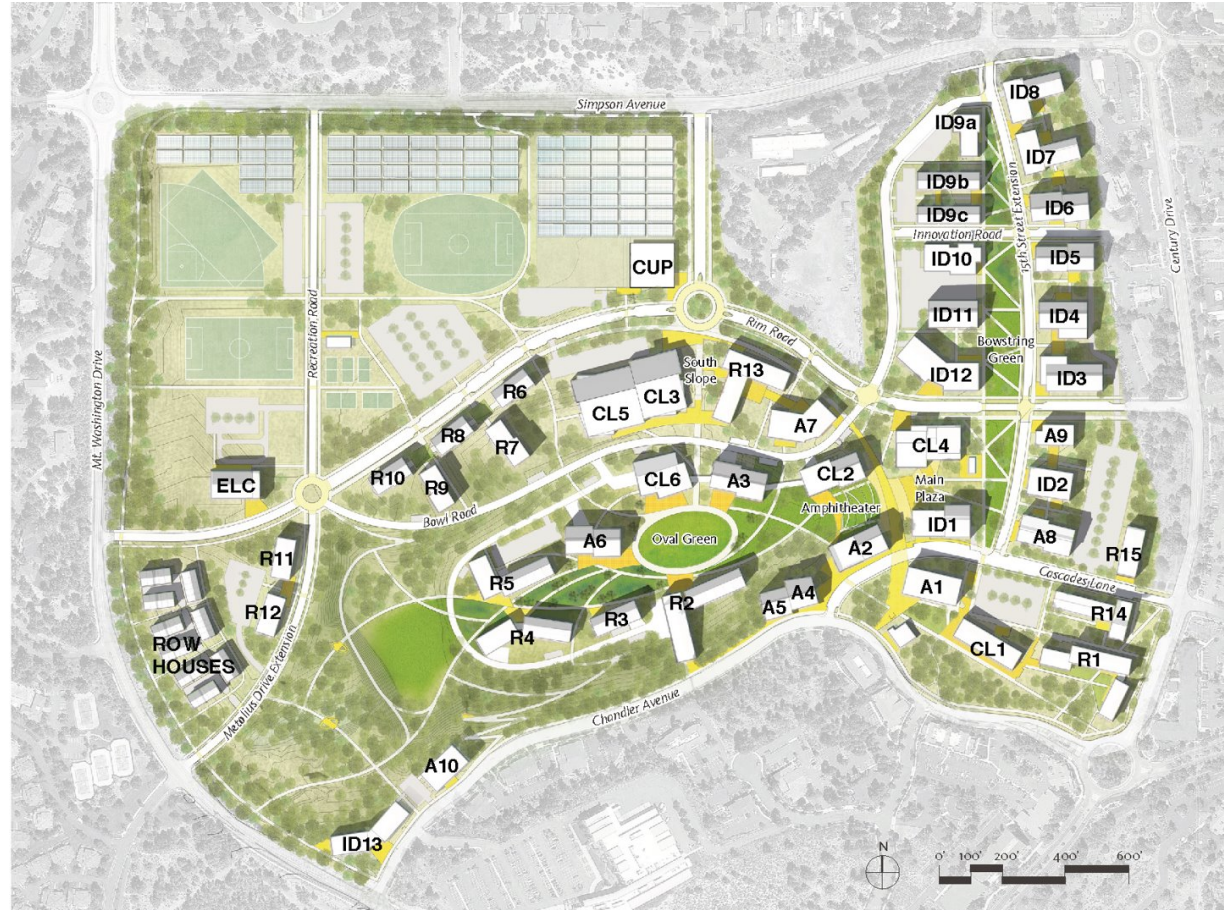 Simpson Avenue
ID8
ID9a
ID7
ID9b
ID9c
ID6
Innovation Road
15th Street Extension
Century Drive
ID10
ID5
CUP
ID11
ID4
Rim Road
Bowstring
Green
Recreation Road
Mt. Washington Drive
South
Slope
R13
ID12
ID3
R6
CL3
CL5
A7
R8
R7
CL4
A9
R10
R9
CL6
A3
CL2
Main
Plaza
ID2
ELC
Bowl Road
Amphitheater
ID1
A6
Oval Green
A2
A8
R15
R11
R5
Cascades Lane
A1
R12
R2
A4
A5
R3
R4
R14
ROW
HOUSES
CL1
R1
Metolius Drive Extension
Chandler Avenue
A10
ID13
N
0' 100' 200' 400' 600'